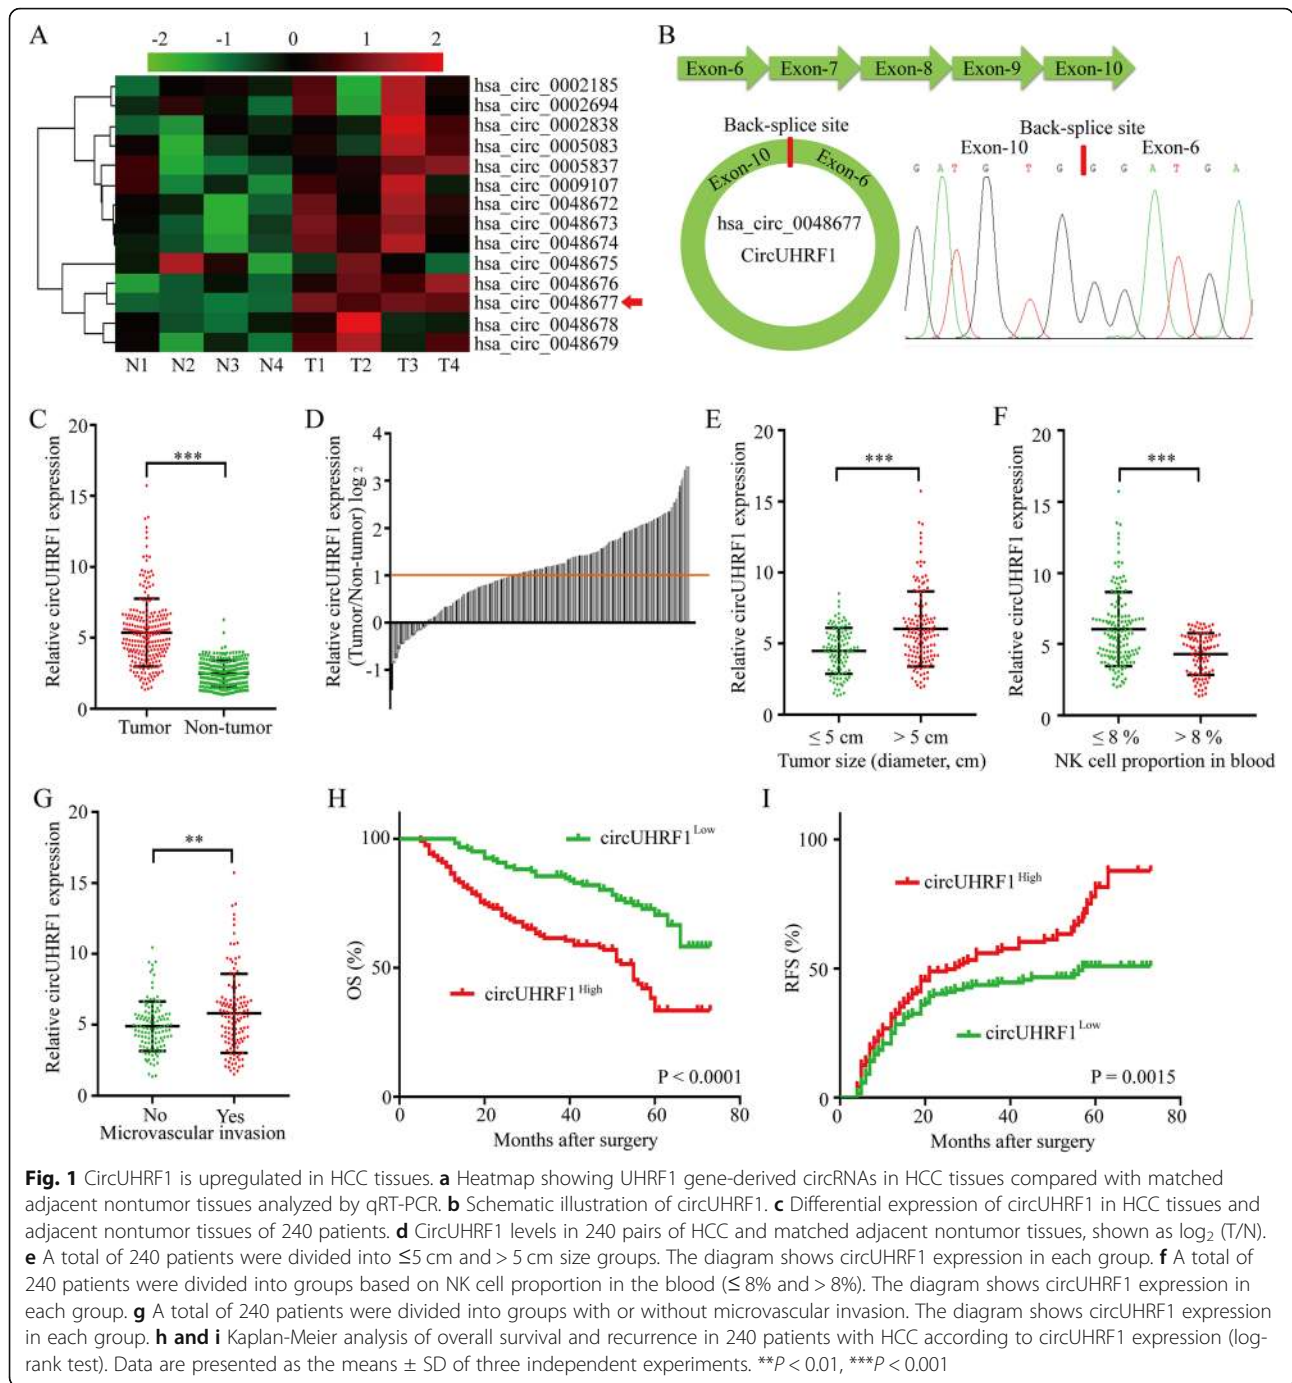 A
-2 -1 0 1 2
hsa_circ_0002185
hsa_circ_0002694
hsa_circ_0002838
hsa_circ_0005083
hsa_circ_0005837
hsa_circ_0009107
hsa_circ_0048672
hsa_circ_0048673
hsa_circ_0048674
hsa_circ_0048675
hsa_circ_0048676
hsa_circ_0048677
hsa_circ_0048678
hsa_circ_0048679
N1 N2 N3 N4 T1 T2 T3 T4
B
Exon-6 Exon-7 Exon-8 Exon-9 Exon-10
Back-splice site
Exon-10 Exon-6
hsa_circ_0048677
CircUHRF1
Back-splice site
Exon-10 Exon-6
G A T G T G G G A T G A
C
Relative circUHRF1 expression
20
15
10
5
0
***
Tumor Non-tumor
D
Relative circUHRF1 expression
(Tumor/Non-tumor) log 2
4
3
2
1
0
-1
E
Relative circUHRF1 expression
20
15
10
5
0
***
≤ 5 cm > 5 cm
Tumor size (diameter, cm)
F
Relative circUHRF1 expression
20
15
10
5
0
***
≤ 8 % > 8 %
NK cell proportion in blood
G
Relative circUHRF1 expression
20
15
10
5
0
**
No Yes
Microvascular invasion
H
OS (%)
100
50
0
circUHRF1Low
circUHRF1High
P < 0.0001
0 20 40 60 80
Months after surgery
I
RFS (%)
100
50
0
circUHRF1High
circUHRF1Low
P = 0.0015
0 20 40 60 80
Months after surgery
Fig. 1 CircUHRF1 is upregulated in HCC tissues. a Heatmap showing UHRF1 gene-derived circRNAs in HCC tissues compared with matched
adjacent nontumor tissues analyzed by qRT-PCR. b Schematic illustration of circUHRF1. c Differential expression of circUHRF1 in HCC tissues and
adjacent nontumor tissues of 240 patients. d CircUHRF1 levels in 240 pairs of HCC and matched adjacent nontumor tissues, shown as log2 (T/N).
e A total of 240 patients were divided into ≤5 cm and > 5 cm size groups. The diagram shows circUHRF1 expression in each group. f A total of
240 patients were divided into groups based on NK cell proportion in the blood (≤ 8% and > 8%). The diagram shows circUHRF1 expression in
each group. g A total of 240 patients were divided into groups with or without microvascular invasion. The diagram shows circUHRF1 expression
in each group. h and i Kaplan-Meier analysis of overall survival and recurrence in 240 patients with HCC according to circUHRF1 expression (log-
rank test). Data are presented as the means ± SD of three independent experiments. **P < 0.01, ***P < 0.001